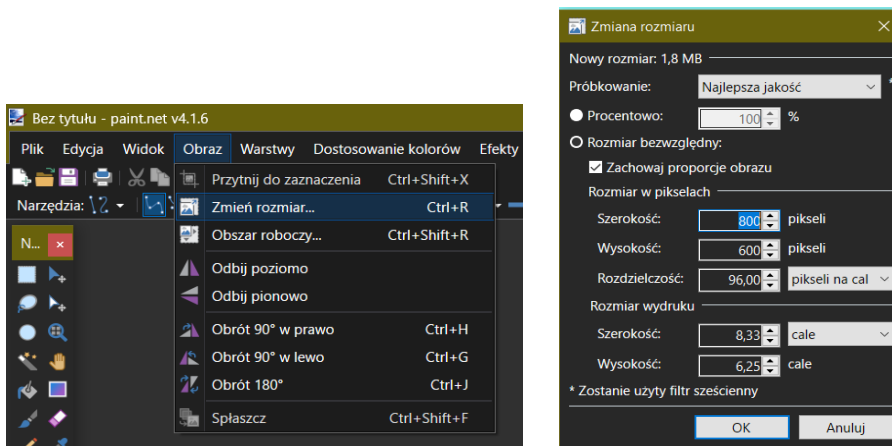 Bez tytułu - paint.net v4.1.6
Plik Edycja Widok Obraz Warstwy Dostosowanie kolorów Efekty
Narzędzia:
N...
Przytnij do zaznaczenia Ctrl+Shift+X
Zmień rozmiar... Ctrl+R
Obszar roboczy... Ctrl+Shift+R
Odbij poziomo
Odbij pionowo
Obrót 90° w prawo Ctrl+H
Obrót 90° w lewo Ctrl+G
Obrót 180° Ctrl+J
Spłaszcz Ctrl+Shift+F
Zmiana rozmiaru
Nowy rozmiar: 1,8 MB
Próbkowanie: Najlepsza jakość
Procentowo: 100 %
Rozmiar bezwzględny:
Zachowaj proporcje obrazu
Rozmiar w pikselach
Szerokość: 800 pikseli
Wysokość: 600 pikseli
Rozdzielczość: 96,00 pikseli na cal
Rozmiar wydruku
Szerokość: 8,33 cale
Wysokość: 6,25 cale
* Zostanie użyty filtr sześcienny
OK Anuluj